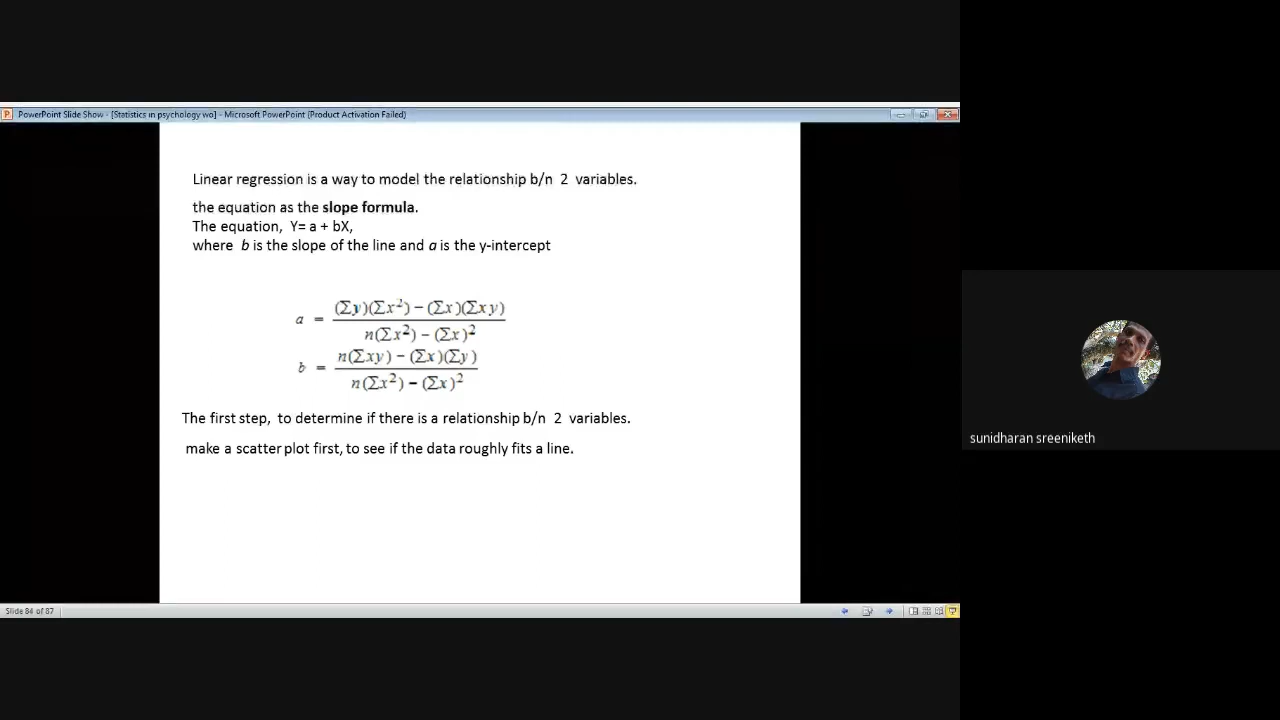 PowerPoint Slide Show - [Statistics in psychology wo] - Microsoft PowerPoint (Product Activation Failed)
Linear regression is a way to model the relationship b/n 2 variables.
the equation as the slope formula.
The equation, Y= a + bX,
where b is the slope of the line and a is the y-intercept
a = (Σy)(Σx²) − (Σx)(Σxy) / n(Σx²) − (Σx)²
b = n(Σxy) − (Σx)(Σy) / n(Σx²) − (Σx)²
The first step, to determine if there is a relationship b/n 2 variables.
make a scatter plot first, to see if the data roughly fits a line.
sunidharan sreeniketh
Slide 84 of 87